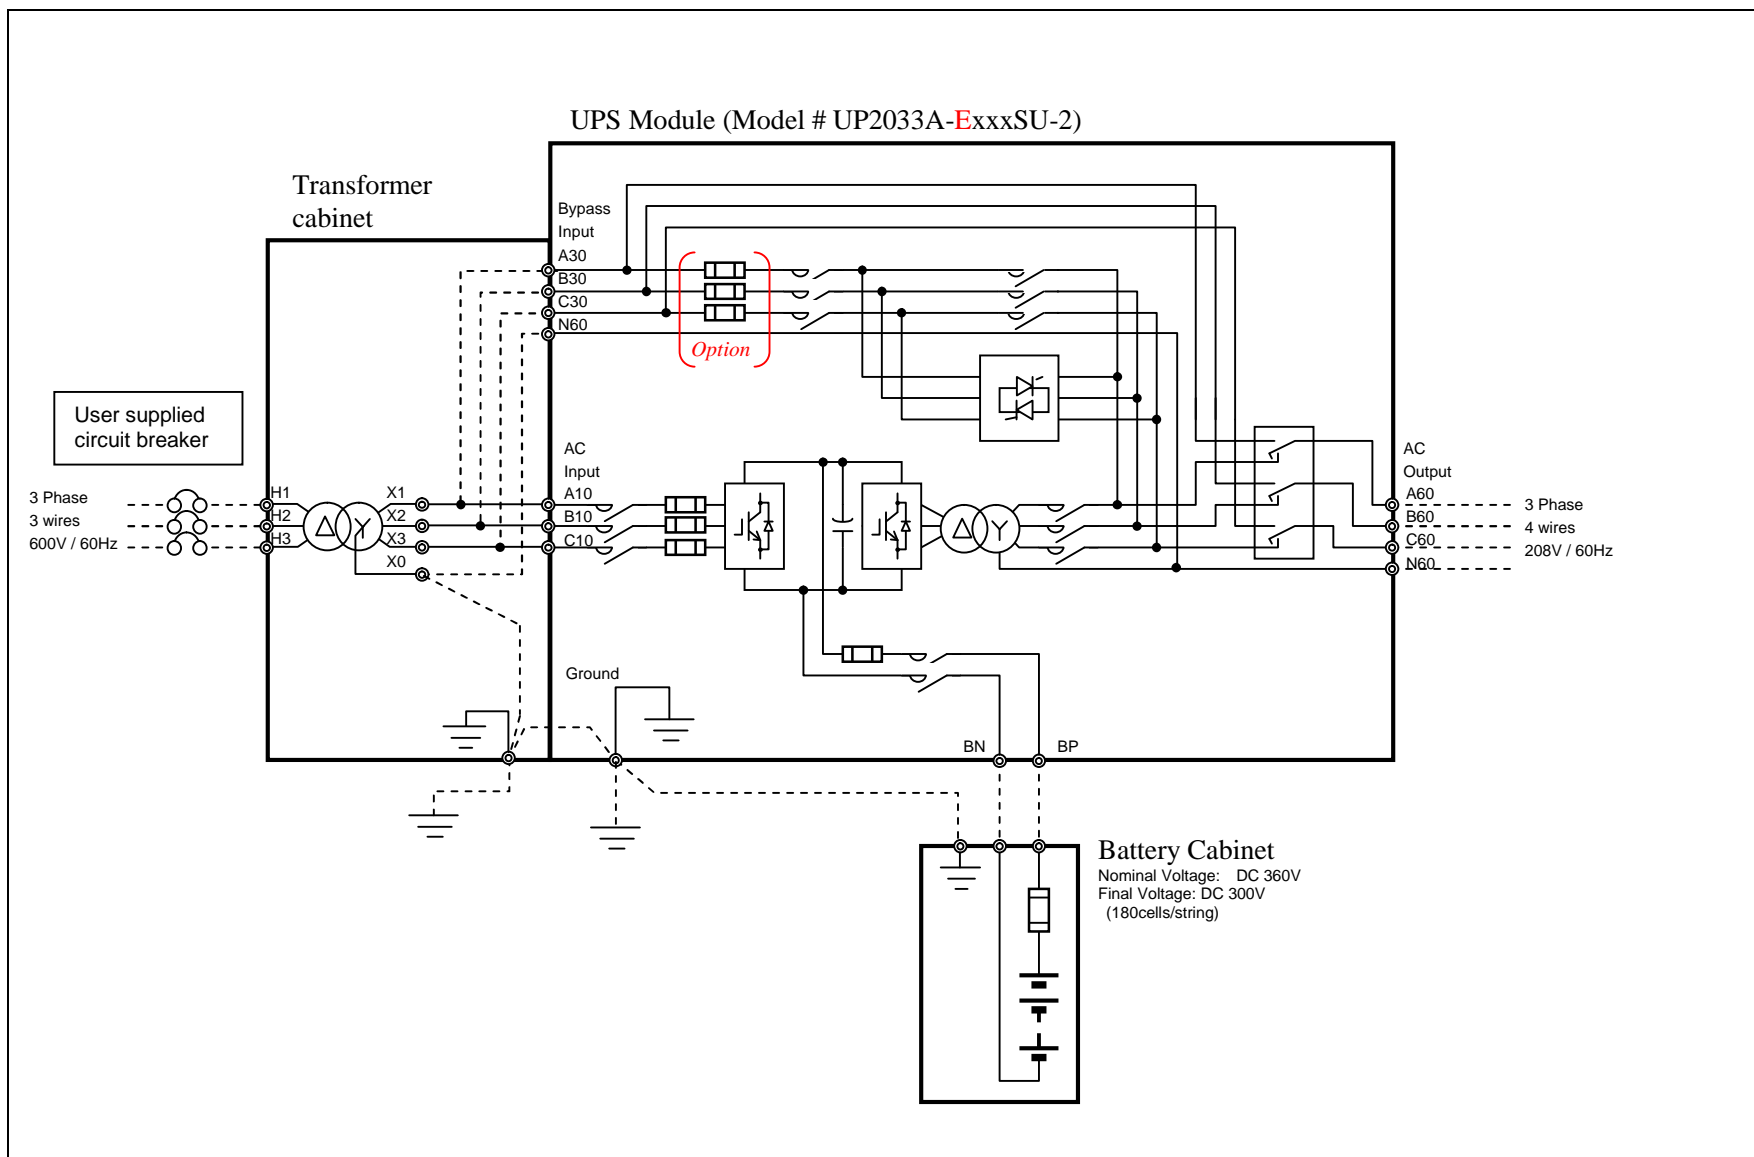 UPS Module (Model # UP2033A-ExxxSU-2)
Transformer
cabinet
Bypass
Input
A30
B30
C30
N60
Option
User supplied
circuit breaker
3 Phase
3 wires
600V / 60Hz
H1
H2
H3
X1
X2
X3
X0
AC
Input
A10
B10
C10
AC
Output
A60
B60
C60
N60
3 Phase
4 wires
208V / 60Hz
Ground
BN
BP
Battery Cabinet
Nominal Voltage: DC 360V
Final Voltage: DC 300V
(180cells/string)